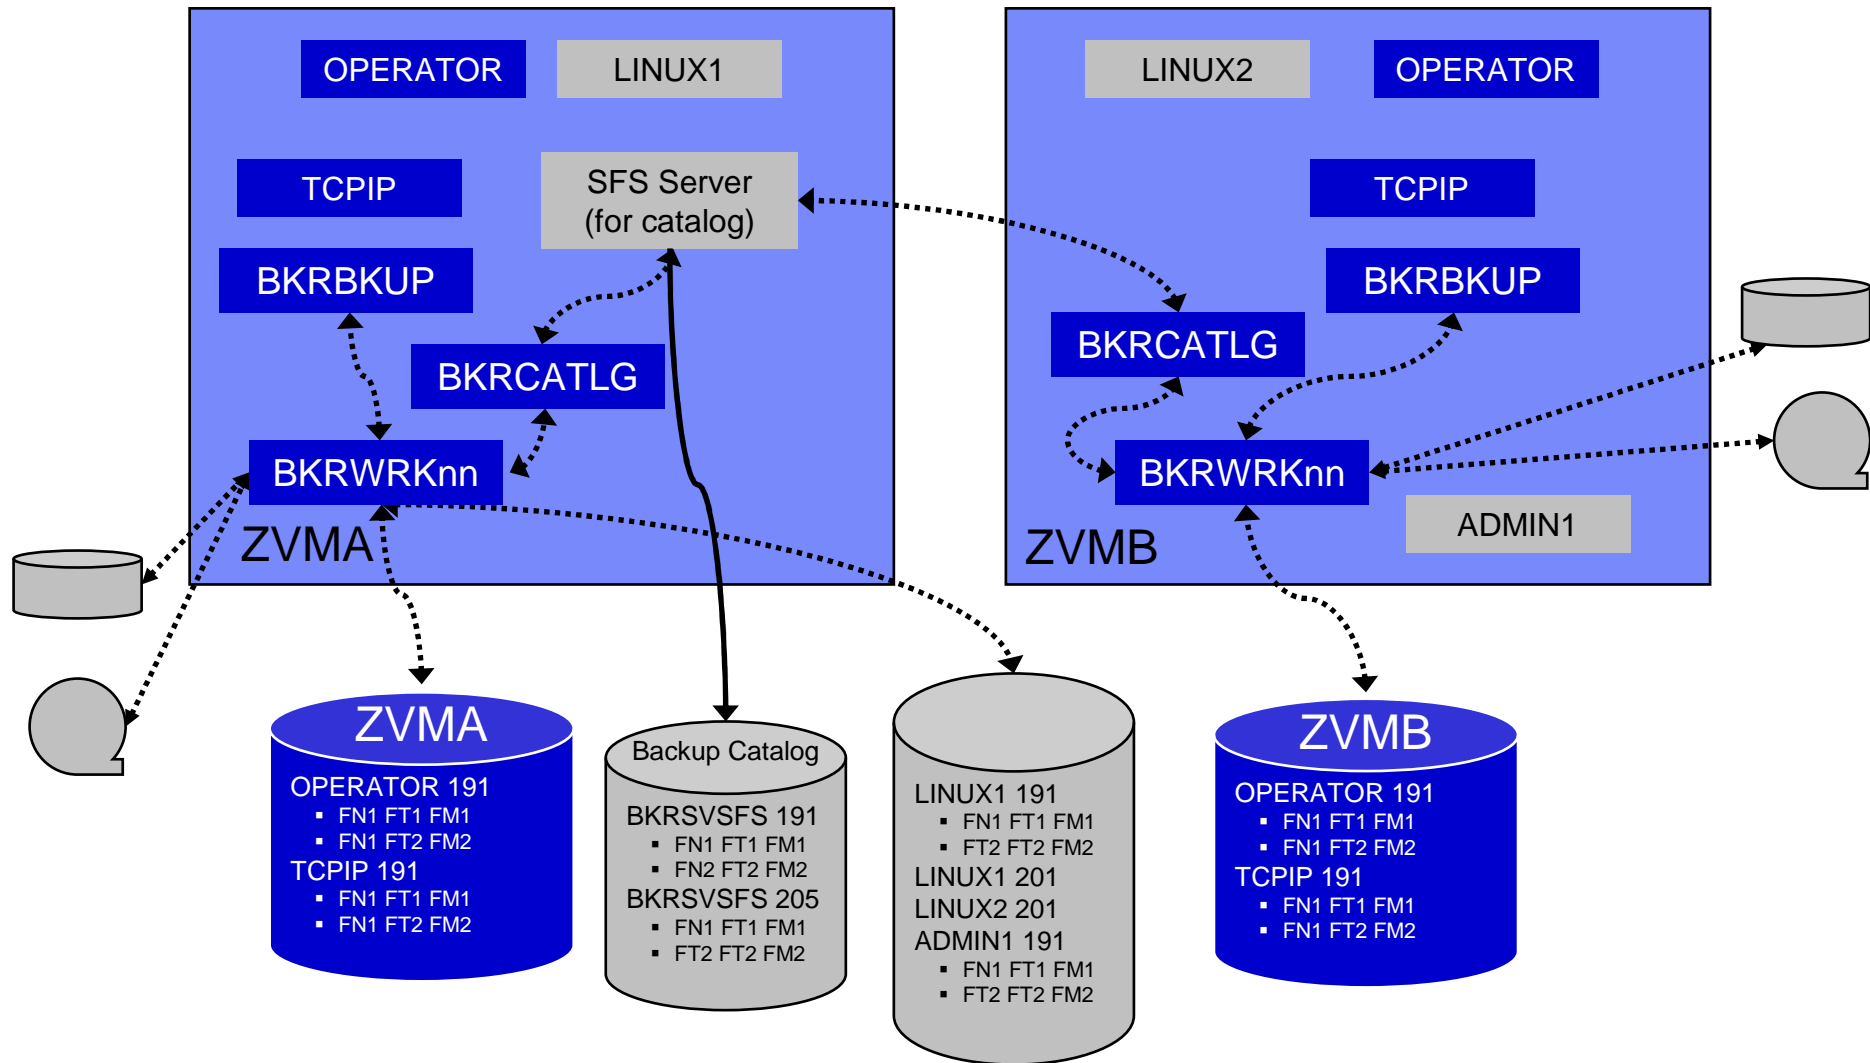 OPERATOR
LINUX1
TCPIP
SFS Server
(for catalog)
BKRBKUP
BKRCATLG
BKRWRKnn
ZVMA
LINUX2
OPERATOR
TCPIP
BKRBKUP
BKRCATLG
BKRWRKnn
ADMIN1
ZVMB
ZVMA
OPERATOR 191
▪ FN1 FT1 FM1
▪ FN1 FT2 FM2
TCPIP 191
▪ FN1 FT1 FM1
▪ FN1 FT2 FM2
Backup Catalog
BKRSVSFS 191
▪ FN1 FT1 FM1
▪ FN2 FT2 FM2
BKRSVSFS 205
▪ FN1 FT1 FM1
▪ FT2 FT2 FM2
LINUX1 191
▪ FN1 FT1 FM1
▪ FT2 FT2 FM2
LINUX1 201
LINUX2 201
ADMIN1 191
▪ FN1 FT1 FM1
▪ FT2 FT2 FM2
ZVMB
OPERATOR 191
▪ FN1 FT1 FM1
▪ FN1 FT2 FM2
TCPIP 191
▪ FN1 FT1 FM1
▪ FN1 FT2 FM2